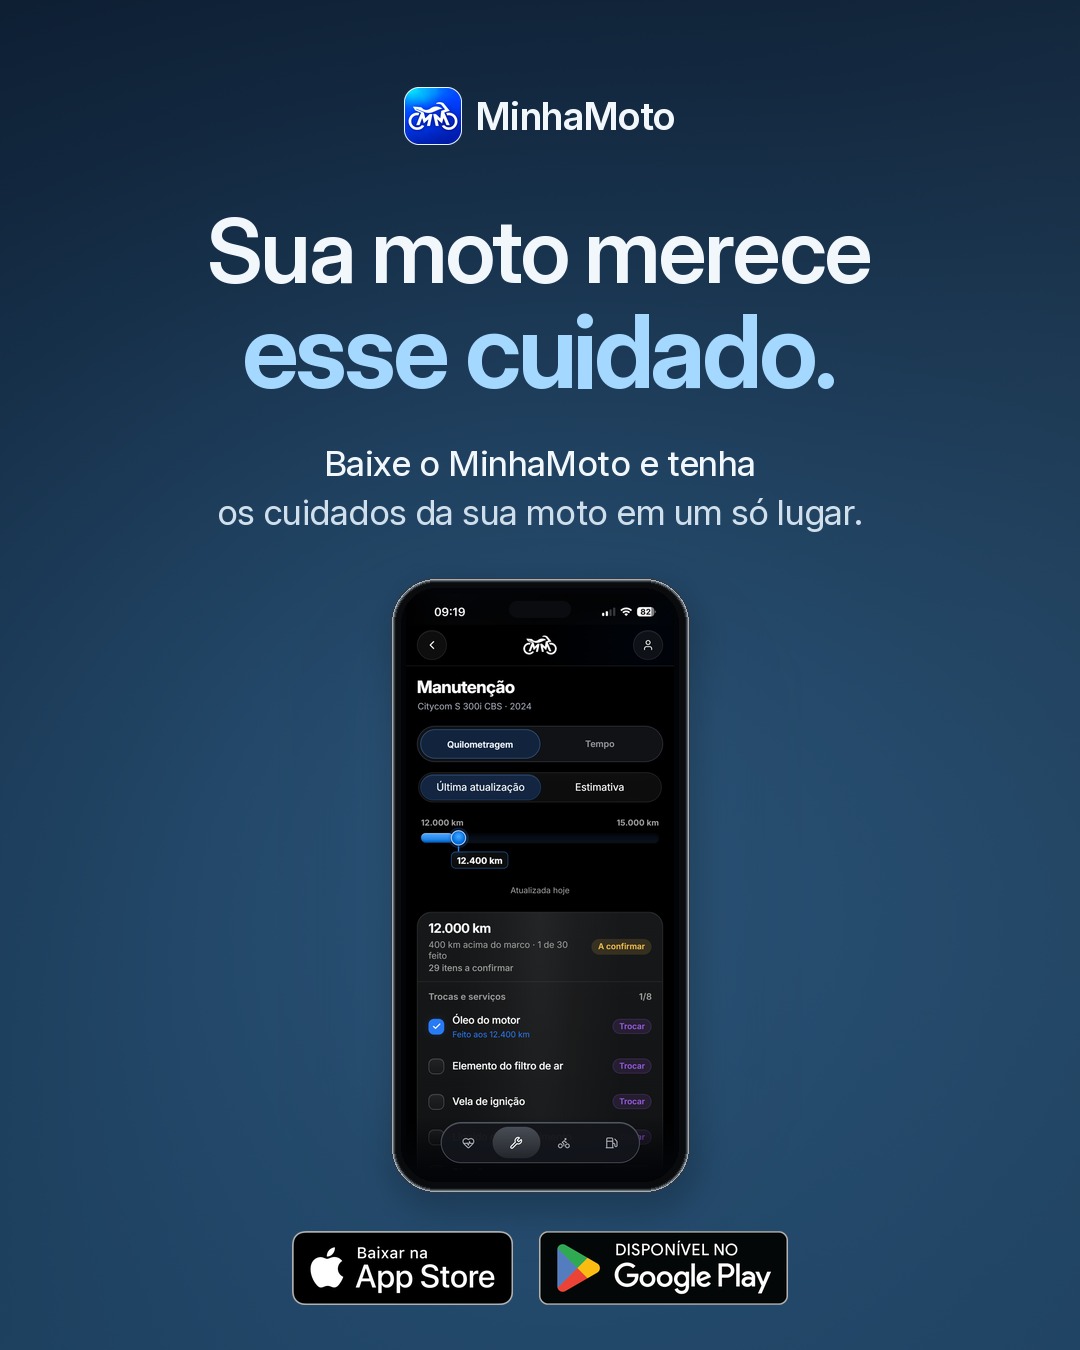 MM MinhaMoto
Sua moto merece
esse cuidado.
Baixe o MinhaMoto e tenha
os cuidados da sua moto em um só lugar.
09:19 82
MM
Manutenção
Citycom S 300i CBS · 2024
Quilometragem Tempo
Última atualização Estimativa
12.000 km 15.000 km
12.400 km
Atualizada hoje
12.000 km
400 km acima do marco · 1 de 30
feito
A confirmar
29 itens a confirmar
Trocas e serviços 1/8
Óleo do motor Trocar
Feito aos 12.400 km
Elemento do filtro de ar Trocar
Vela de ignição Trocar
Baixar na
App Store
DISPONÍVEL NO
Google Play